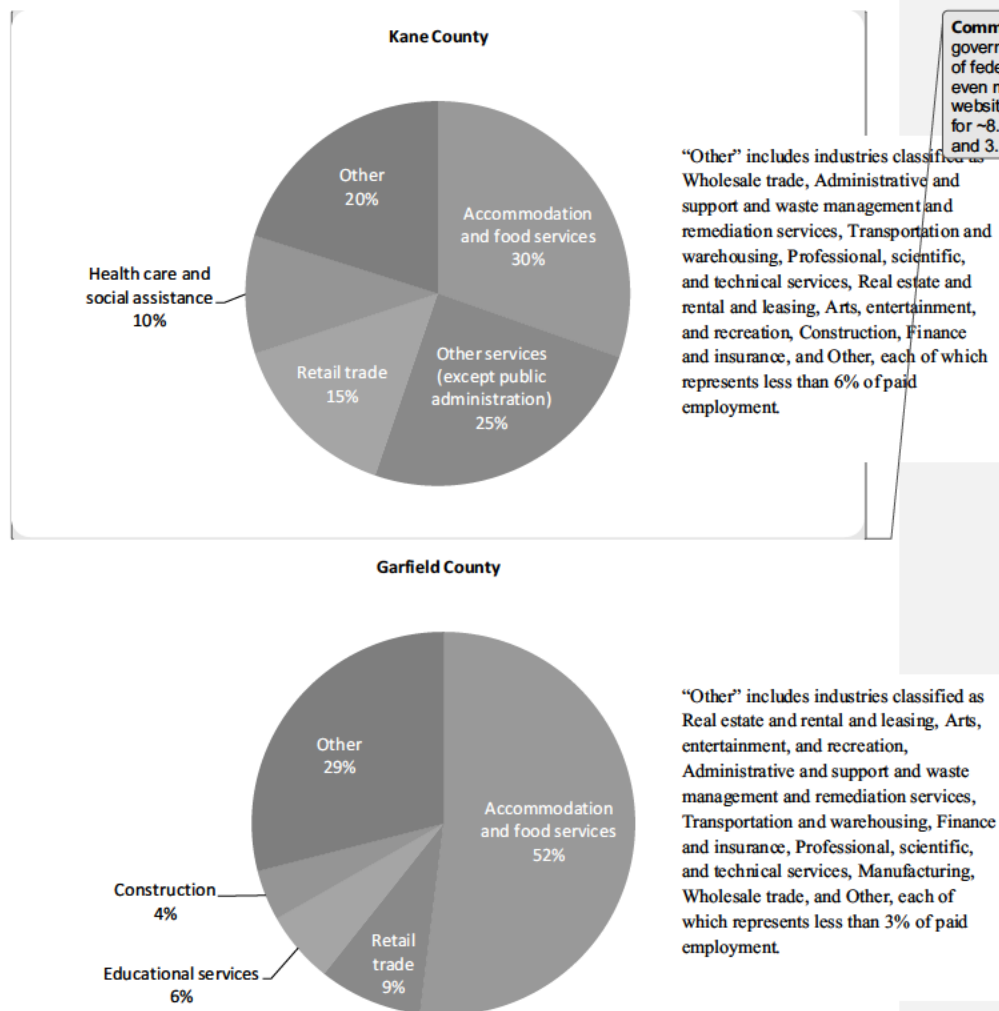 Kane County
Comm
govern
of fede
even m
websit
for ~8.
and 3.
Other
20%
Accommodation
and food services
30%
Health care and
social assistance
10%
Retail trade
15%
Other services
(except public
administration)
25%
“Other” includes industries classified as
Wholesale trade, Administrative and
support and waste management and
remediation services, Transportation and
warehousing, Professional, scientific,
and technical services, Real estate and
rental and leasing, Arts, entertainment,
and recreation, Construction, Finance
and insurance, and Other, each of which
represents less than 6% of paid
employment.
Garfield County
Other
29%
Accommodation
and food services
52%
Construction
4%
Educational services
6%
Retail
trade
9%
“Other” includes industries classified as
Real estate and rental and leasing, Arts,
entertainment, and recreation,
Administrative and support and waste
management and remediation services,
Transportation and warehousing, Finance
and insurance, Professional, scientific,
and technical services, Manufacturing,
Wholesale trade, and Other, each of
which represents less than 3% of paid
employment.